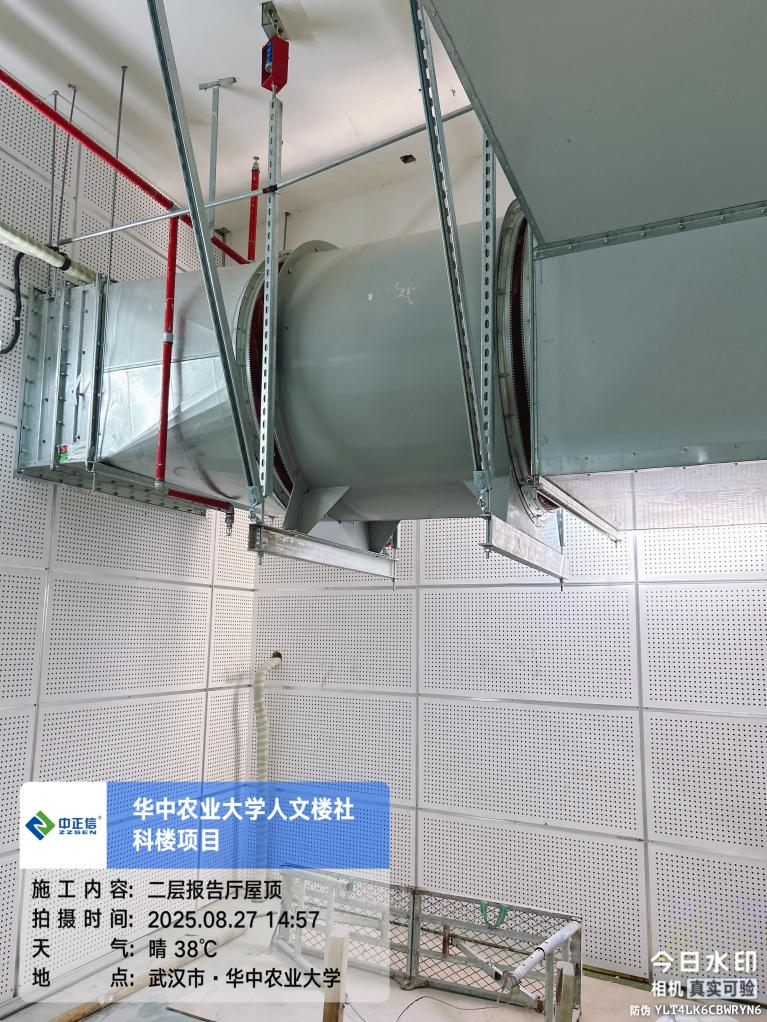 中正信
ZZSEN
华中农业大学人文楼社
科楼项目
施工内容: 二层报告厅屋顶
拍摄时间: 2025.08.27 14:57
天气: 晴 38℃
地点: 武汉市·华中农业大学
今日水印
相机 真实可验
防伪 YLT4LK6CBWRYN6